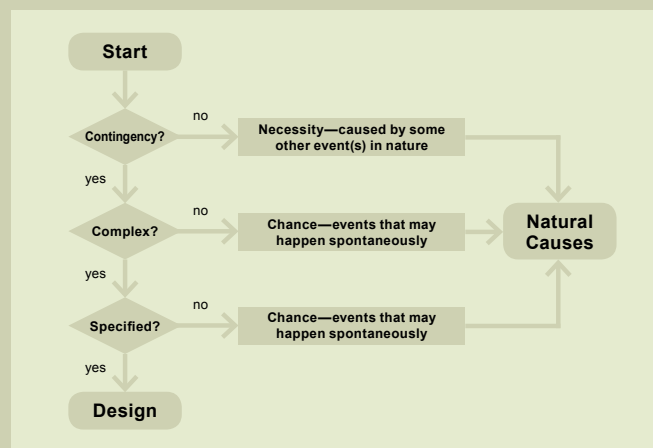 Start
Contingency?
no
Necessity—caused by some
other event(s) in nature
yes
Complex?
no
Chance—events that may
happen spontaneously
Natural
Causes
yes
Specified?
no
Chance—events that may
happen spontaneously
yes
Design